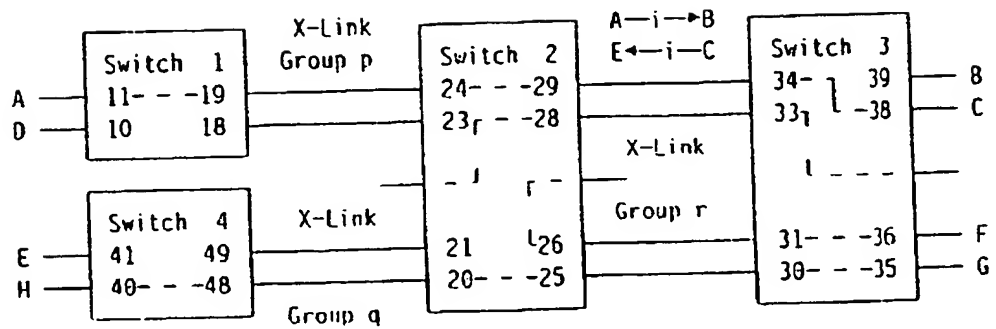 X-Link
Group p
A—i—►B
E◄—i—C
Switch 1
11- - -19
10 18
Switch 2
24- - -29
23 - -28
21 26
20- - -25
Switch 3
34- 39
33 -38
31- - -36
30- - -35
A
D
B
C
X-Link
Group r
Switch 4
41 49
40- - -48
X-Link
Group q
E
H
F
G